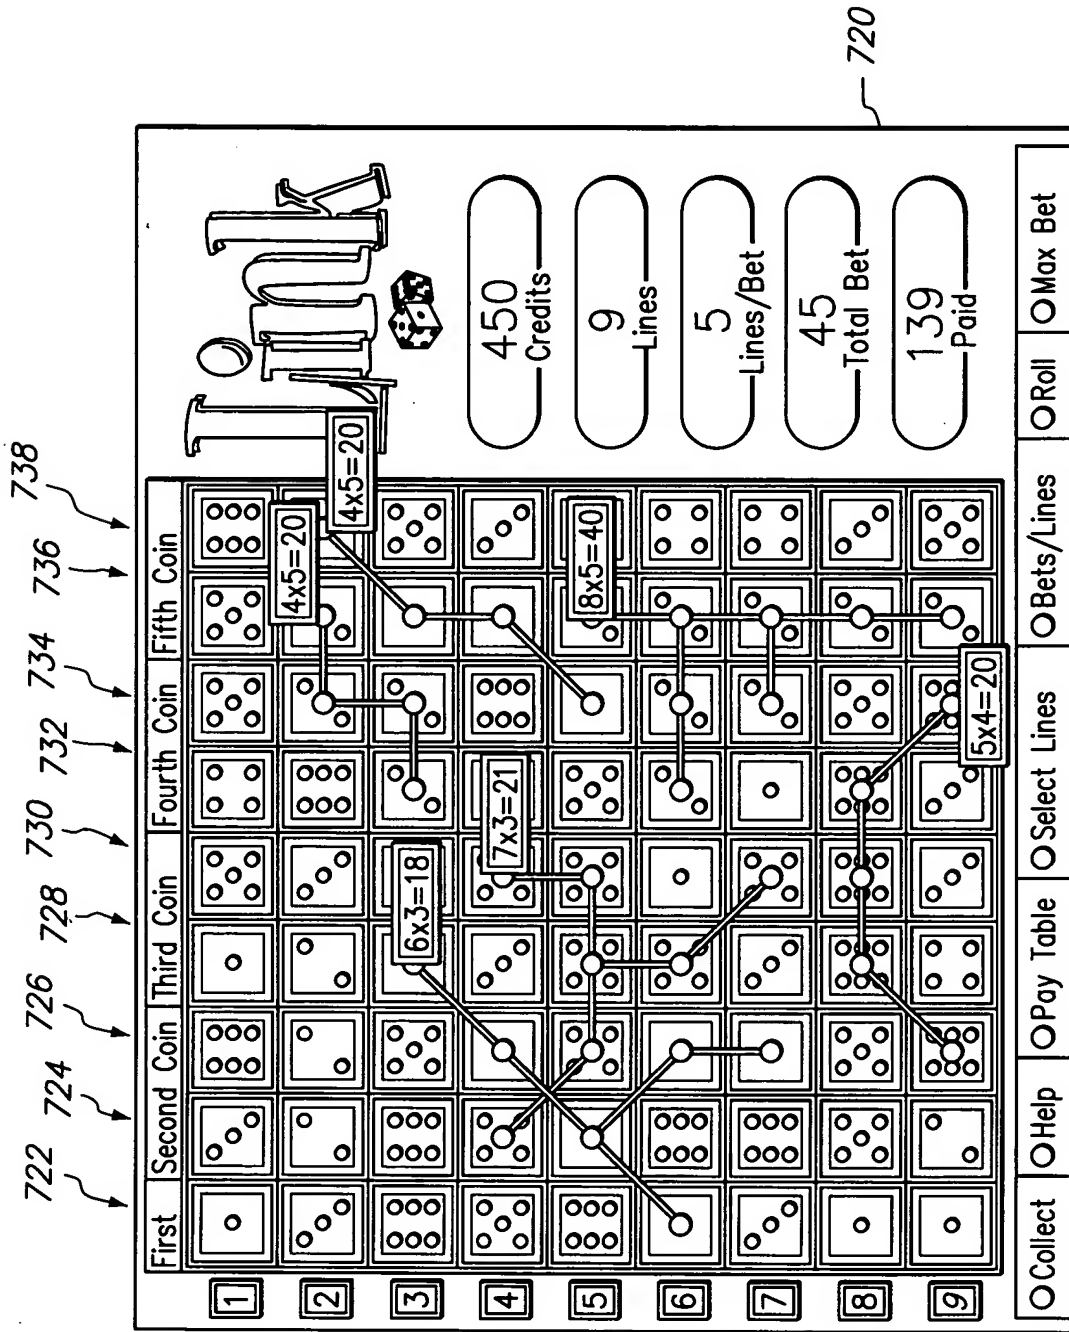 722 724 726 728 730 732 734 736 738
First Second Coin Third Coin Fourth Coin Fifth Coin
Link
1
2
3
4
5
6
7
8
9
4x5=20
4x5=20
6x3=18
7x3=21
8x5=40
5x4=20
450
Credits
9
Lines
5
Lines/Bet
45
Total Bet
139
Paid
Collect Help Pay Table Select Lines Bets/Lines Roll Max Bet
720